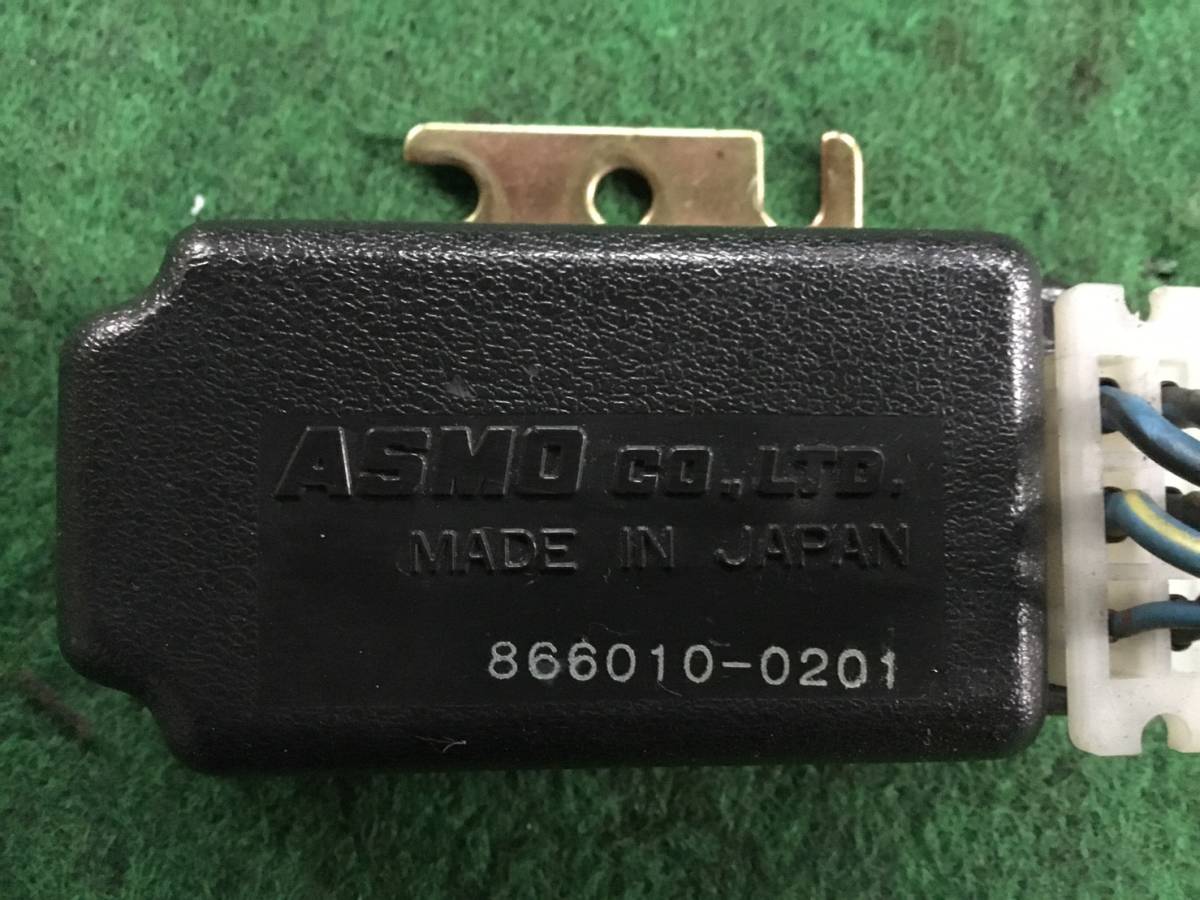 ASMO CO.,LTD.
MADE IN JAPAN
866010-0201